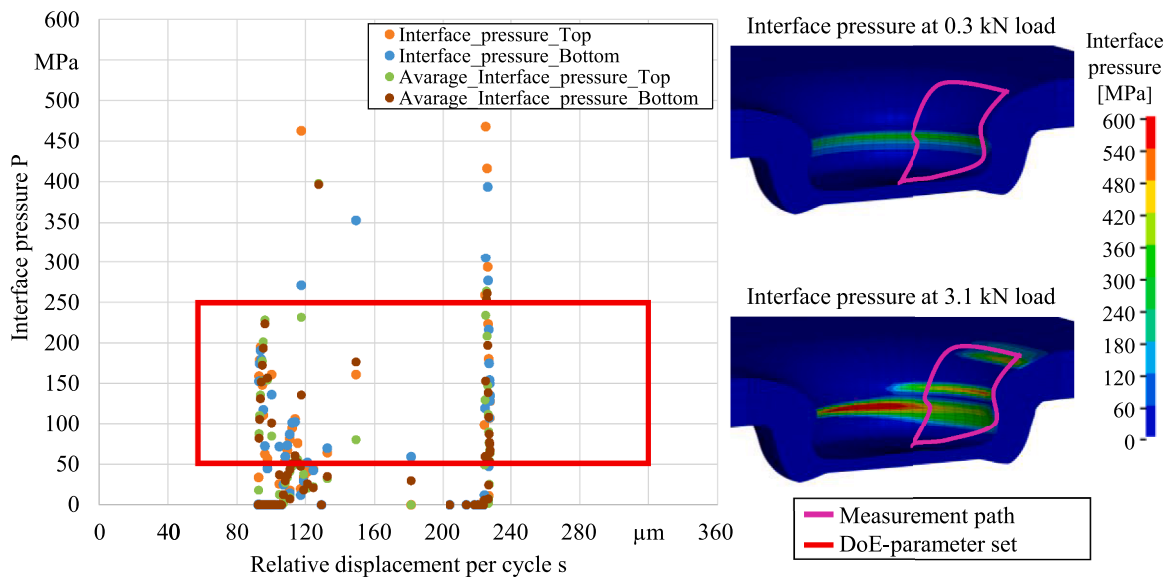 600
MPa
500
450
400
350
300
250
200
150
100
50
0
Interface pressure P
0
40
80
120
160
200
240
280
µm
360
Relative displacement per cycle s
Interface_pressure_Top
Interface_pressure_Bottom
Avarage_Interface_pressure_Top
Avarage_Interface_pressure_Bottom
Interface pressure at 0.3 kN load
Interface pressure at 3.1 kN load
Interface
pressure
[MPa]
600
540
480
420
360
300
240
180
120
60
0
Measurement path
DoE-parameter set